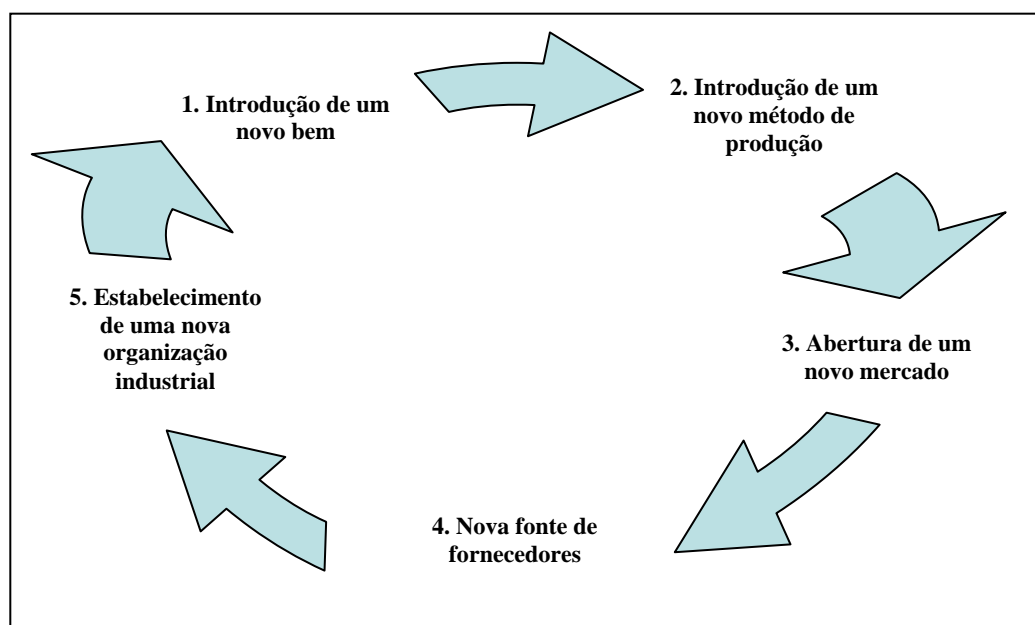 1. Introdução de um
novo bem
2. Introdução de um
novo método de
produção
3. Abertura de um
novo mercado
4. Nova fonte de
fornecedores
5. Estabelecimento
de uma nova
organização
industrial